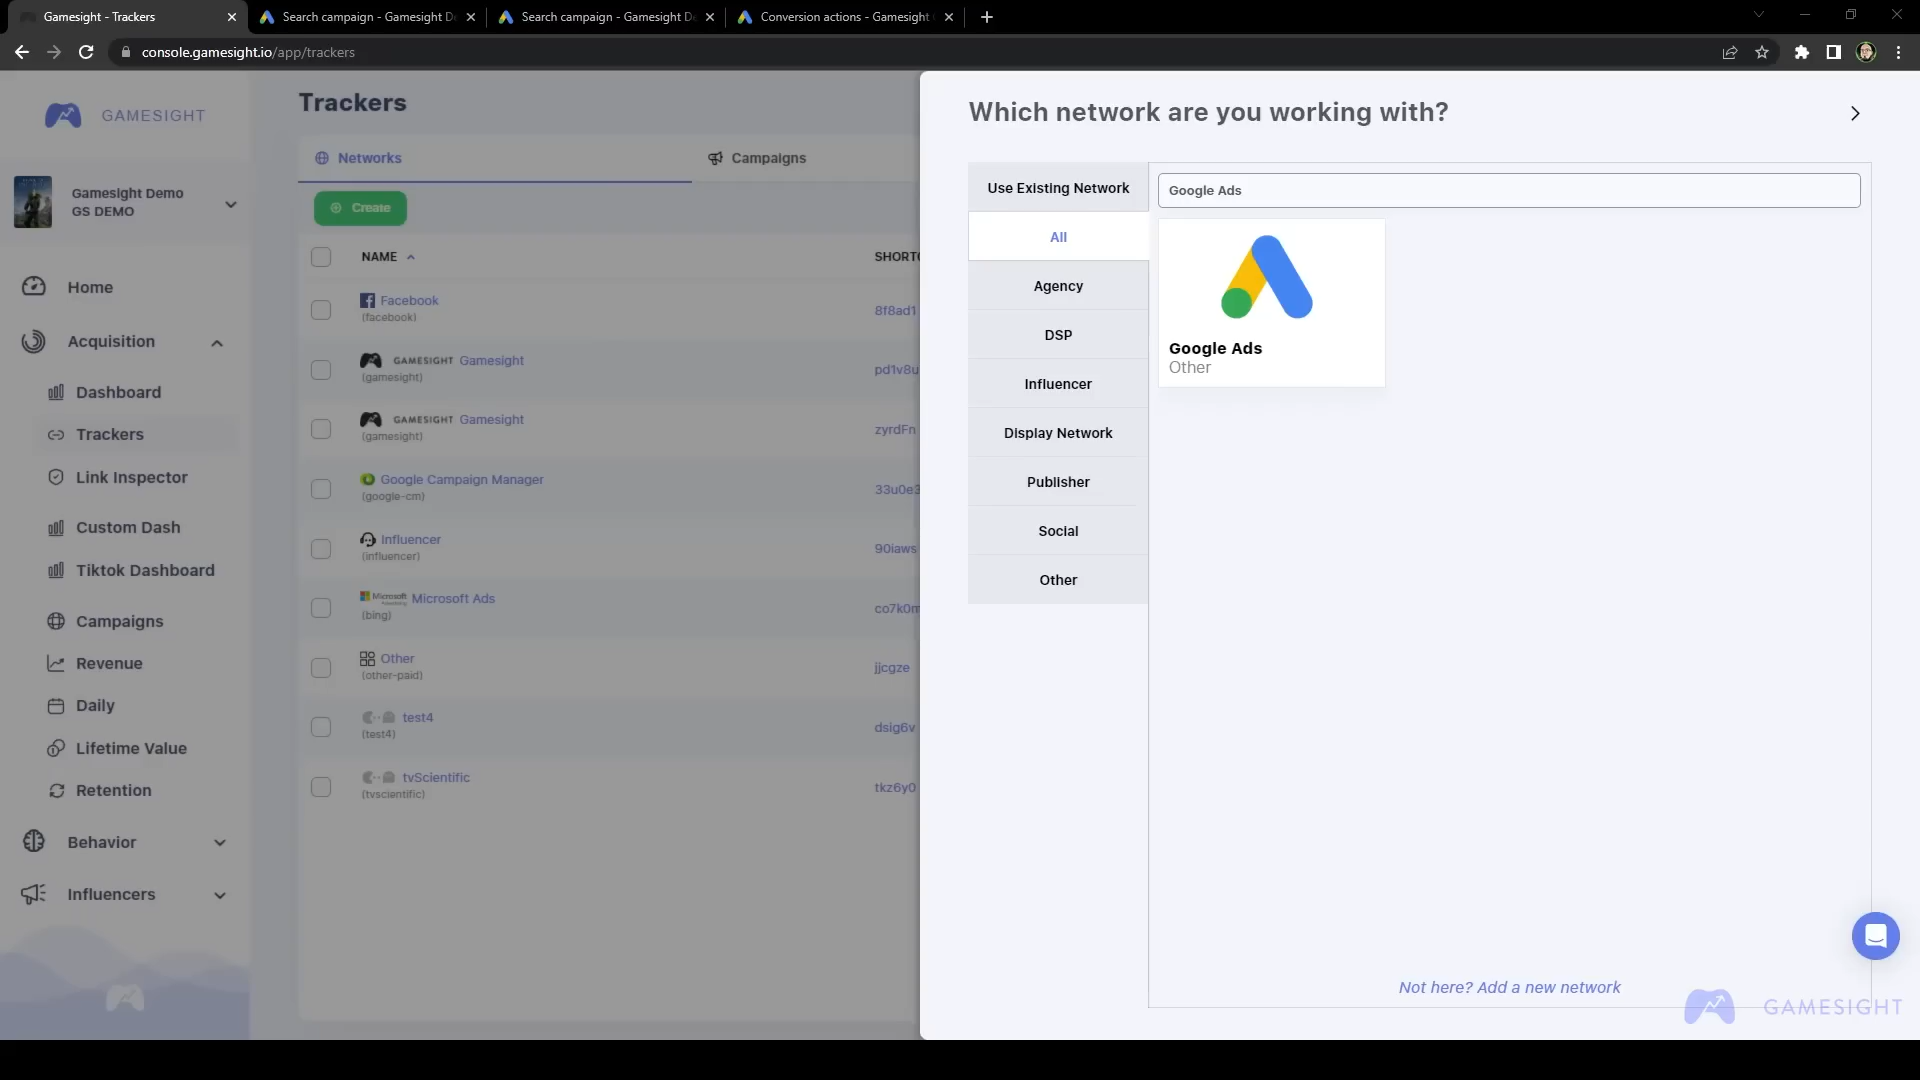 Gamesight - Trackers
Search campaign - Gamesight De
Search campaign - Gamesight De
Conversion actions - Gamesight
console.gamesight.io/app/trackers
GAMESIGHT
Gamesight Demo
GS DEMO
Home
Acquisition
Dashboard
Trackers
Link Inspector
Custom Dash
Tiktok Dashboard
Campaigns
Revenue
Daily
Lifetime Value
Retention
Behavior
Influencers
Trackers
Networks
Campaigns
Create
NAME
SHORTC
Facebook
(facebook)
8f8ad1
GAMESIGHT Gamesight
(gamesight)
pd1v8u
GAMESIGHT Gamesight
(gamesight)
zyrdFn
Google Campaign Manager
(google-cm)
33u0e3
Influencer
(influencer)
90iaws
Microsoft Microsoft Ads
(bing)
co7k0m
Other
(other-paid)
jjcgze
test4
(test4)
dsig6v
tvScientific
(tvscientific)
tkz6y0
Which network are you working with?
Use Existing Network
All
Agency
DSP
Influencer
Display Network
Publisher
Social
Other
Google Ads
Google Ads
Other
Not here? Add a new network
GAMESIGHT